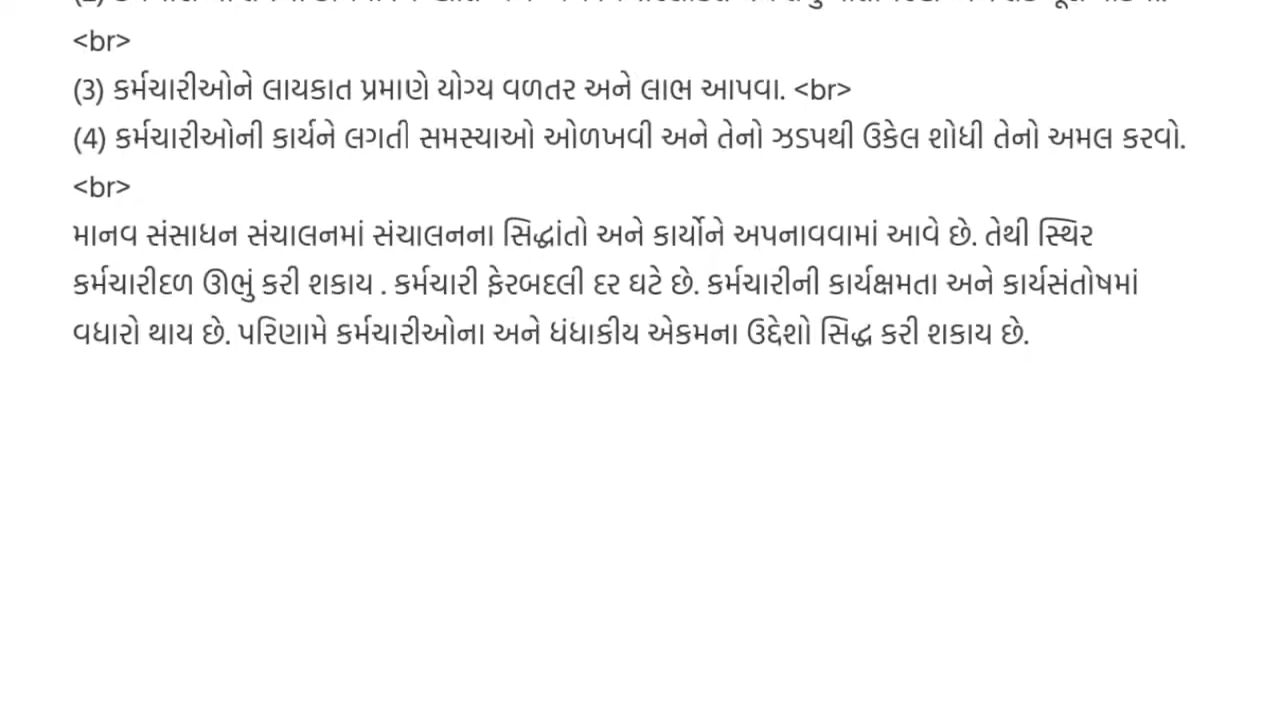 <br>
(3) કર્મચારીઓને લાયકાત પ્રમાણે યોગ્ય વળતર અને લાભ આપવા. <br>
(4) કર્મચારીઓની કાર્યને લગતી સમસ્યાઓ ઓળખવી અને તેનો ઝડપથી ઉકેલ શોધી તેનો અમલ કરવો.
<br>
માનવ સંસાધન સંચાલનમાં સંચાલનના સિદ્ધાંતો અને કાર્યોને અપનાવવામાં આવે છે. તેથી સ્થિર
કર્મચારીદળ ઊભું કરી શકાય . કર્મચારી ફેરબદલી દર ઘટે છે. કર્મચારીની કાર્યક્ષમતા અને કાર્યસંતોષમાં
વધારો થાય છે. પરિણામે કર્મચારીઓના અને ધંધાકીય એકમના ઉદ્દેશો સિદ્ધ કરી શકાય છે.